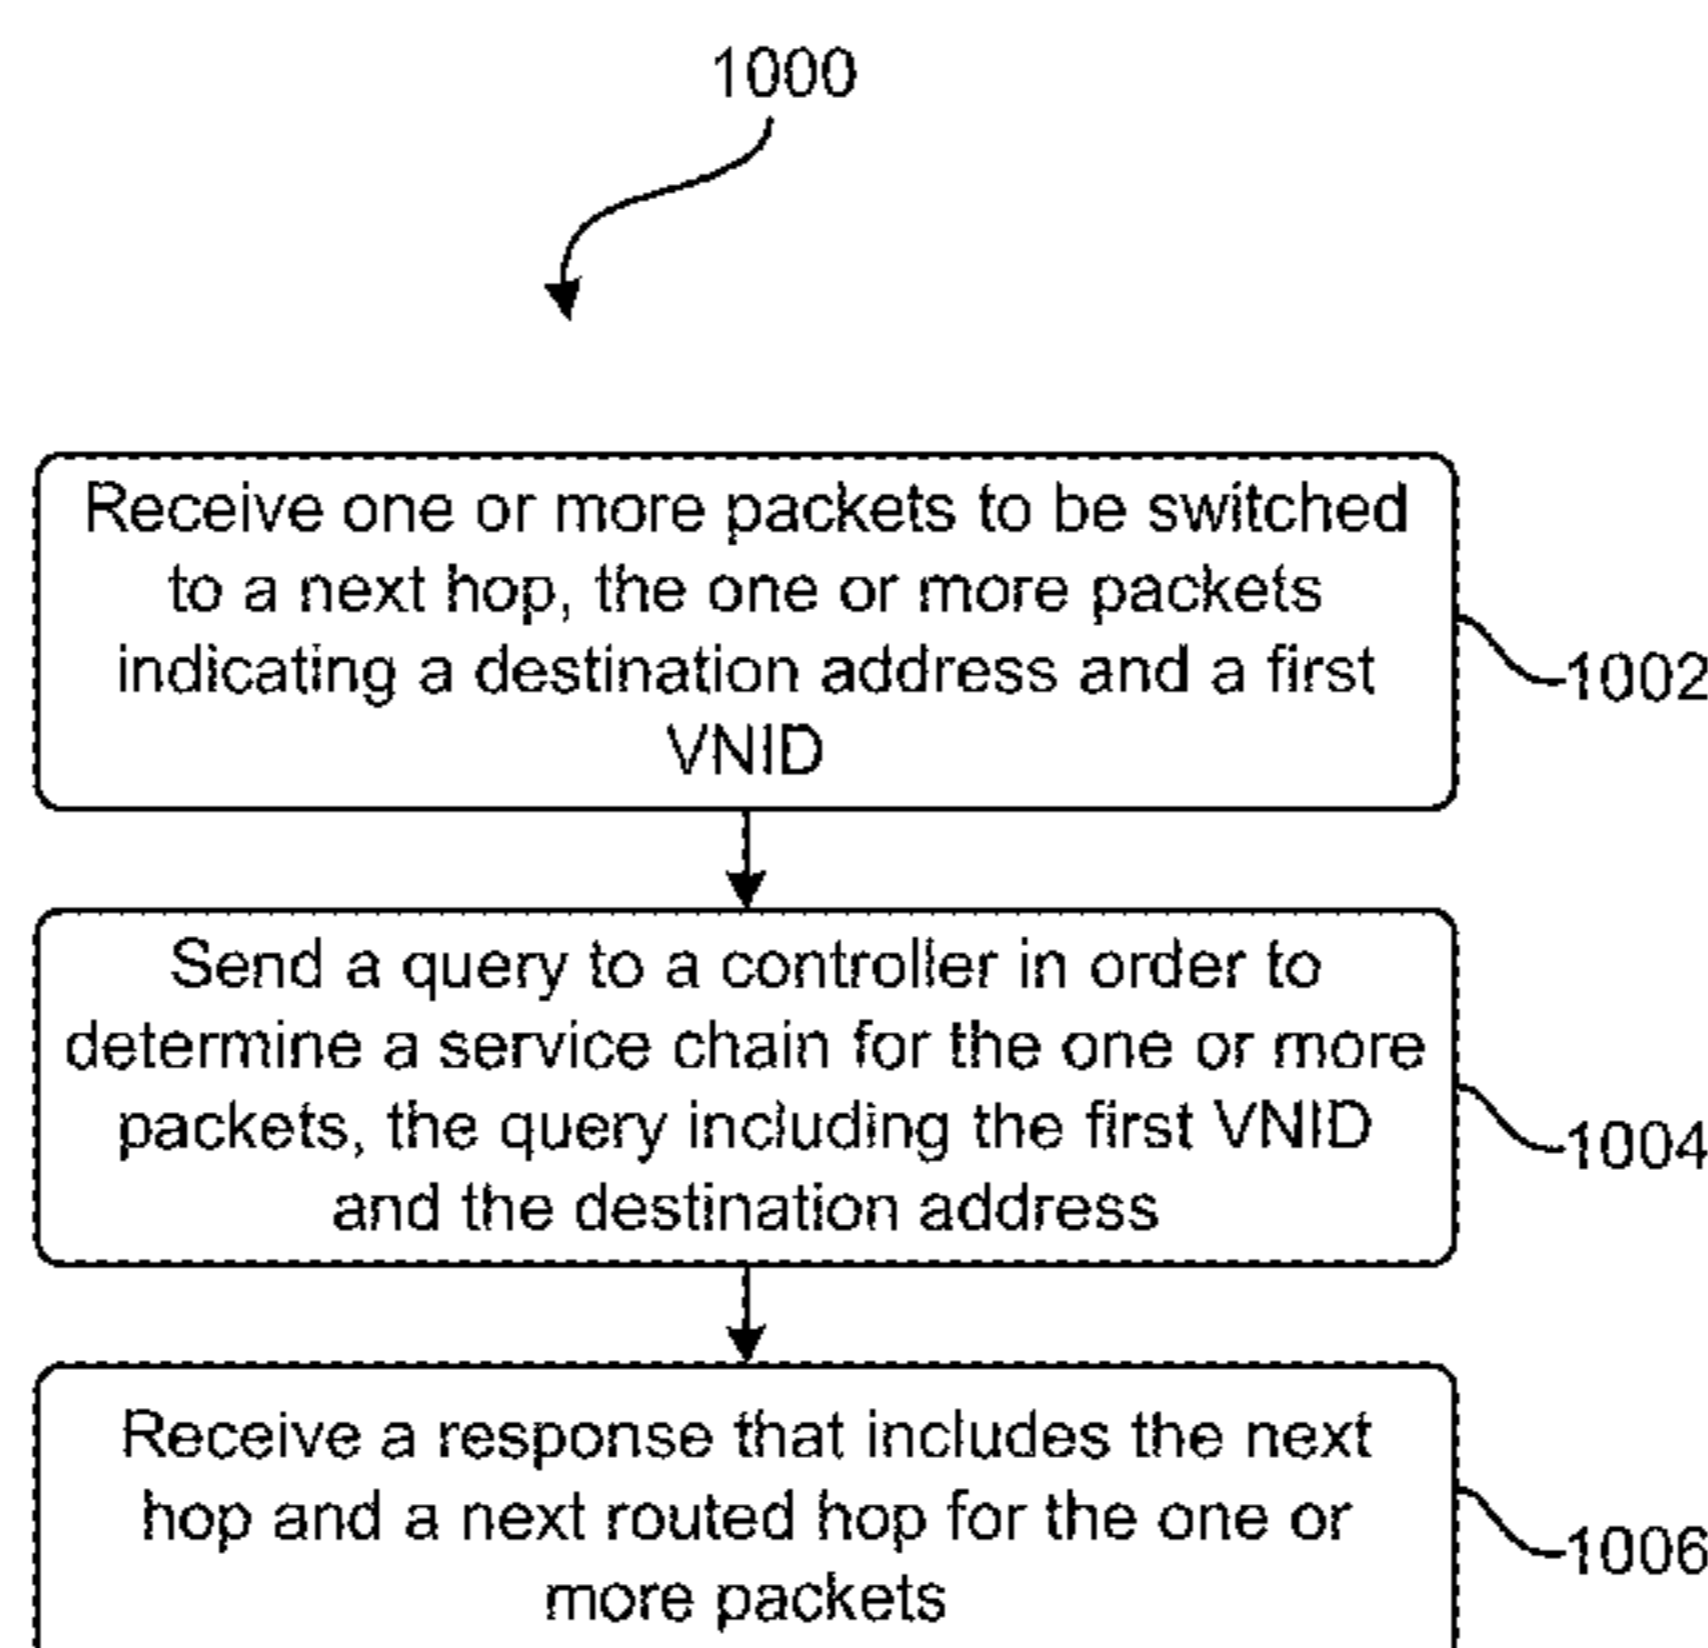 1000
Receive one or more packets to be switched
to a next hop, the one or more packets
indicating a destination address and a first
VNID
1002
Send a query to a controller in order to
determine a service chain for the one or more
packets, the query including the first VNID
and the destination address
1004
Receive a response that includes the next
hop and a next routed hop for the one or
more packets
1006